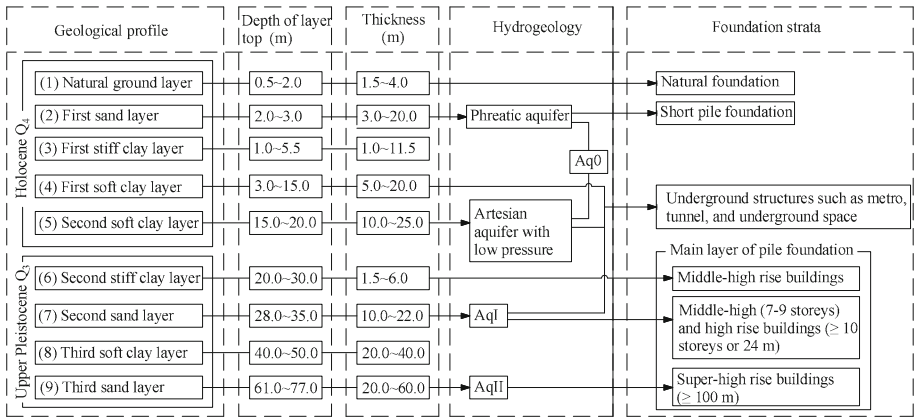 Geological profile
Depth of layer
top (m)
Thickness
(m)
Hydrogeology
Foundation strata
Holocene Q4
(1) Natural ground layer
0.5~2.0
1.5~4.0
Natural foundation
(2) First sand layer
2.0~3.0
3.0~20.0
Phreatic aquifer
Short pile foundation
(3) First stiff clay layer
1.0~5.5
1.0~11.5
Aq0
(4) First soft clay layer
3.0~15.0
5.0~20.0
Underground structures such as metro,
tunnel, and underground space
(5) Second soft clay layer
15.0~20.0
10.0~25.0
Artesian
aquifer with
low pressure
Main layer of pile foundation
Upper Pleistocene Q3
(6) Second stiff clay layer
20.0~30.0
1.5~6.0
Middle-high rise buildings
(7) Second sand layer
28.0~35.0
10.0~22.0
AqI
Middle-high (7-9 storeys)
and high rise buildings (≥ 10
storeys or 24 m)
(8) Third soft clay layer
40.0~50.0
20.0~40.0
(9) Third sand layer
61.0~77.0
20.0~60.0
AqII
Super-high rise buildings
(≥ 100 m)